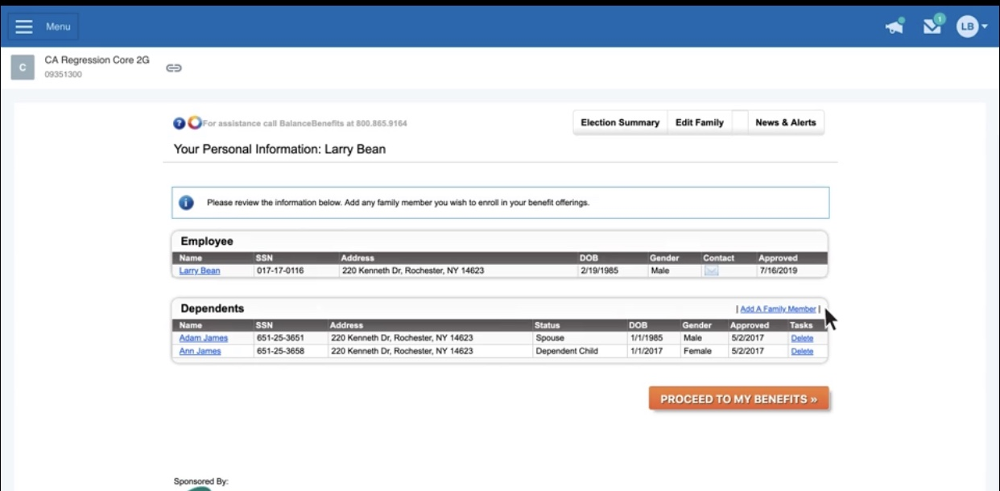 Menu
1
LB
C
CA Regression Core 2G
09351300
? For assistance call BalanceBenefits at 800.865.9164
Election Summary Edit Family News & Alerts
Your Personal Information: Larry Bean
i Please review the information below. Add any family member you wish to enroll in your benefit offerings.
Employee
Name SSN Address DOB Gender Contact Approved
Larry Bean 017-17-0116 220 Kenneth Dr, Rochester, NY 14623 2/19/1985 Male 7/16/2019
Dependents | Add A Family Member |
Name SSN Address Status DOB Gender Approved Tasks
Adam James 651-25-3651 220 Kenneth Dr, Rochester, NY 14623 Spouse 1/1/1985 Male 5/2/2017 Delete
Ann James 651-25-3658 220 Kenneth Dr, Rochester, NY 14623 Dependent Child 1/1/2017 Female 5/2/2017 Delete
PROCEED TO MY BENEFITS »
Sponsored By: